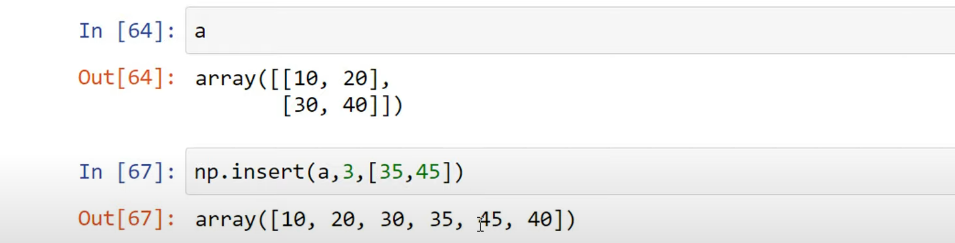 In [64]: a
Out[64]: array([[10, 20],
[30, 40]])
In [67]: np.insert(a,3,[35,45])
Out[67]: array([10, 20, 30, 35, 45, 40])